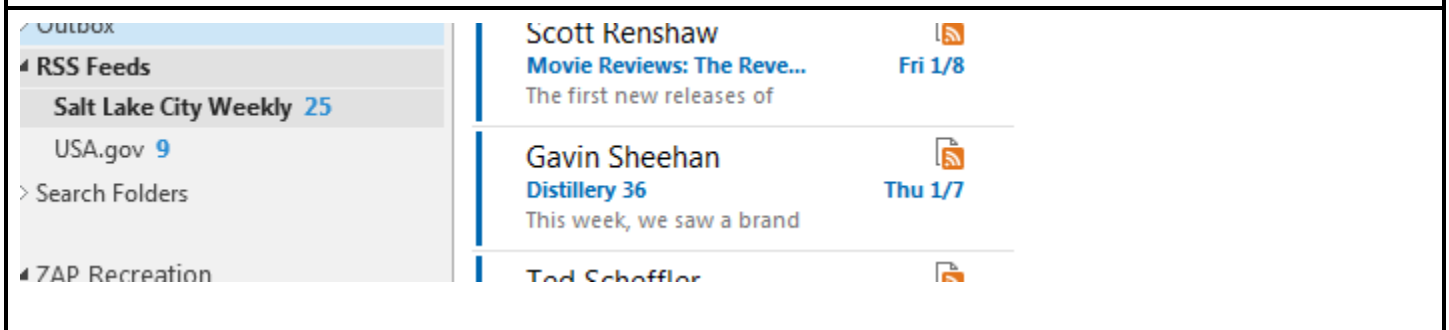 Outbox
RSS Feeds
Salt Lake City Weekly 25
USA.gov 9
Search Folders
ZAP Recreation
Scott Renshaw
Movie Reviews: The Reve... Fri 1/8
The first new releases of
Gavin Sheehan
Distillery 36 Thu 1/7
This week, we saw a brand
Ted Scheffler